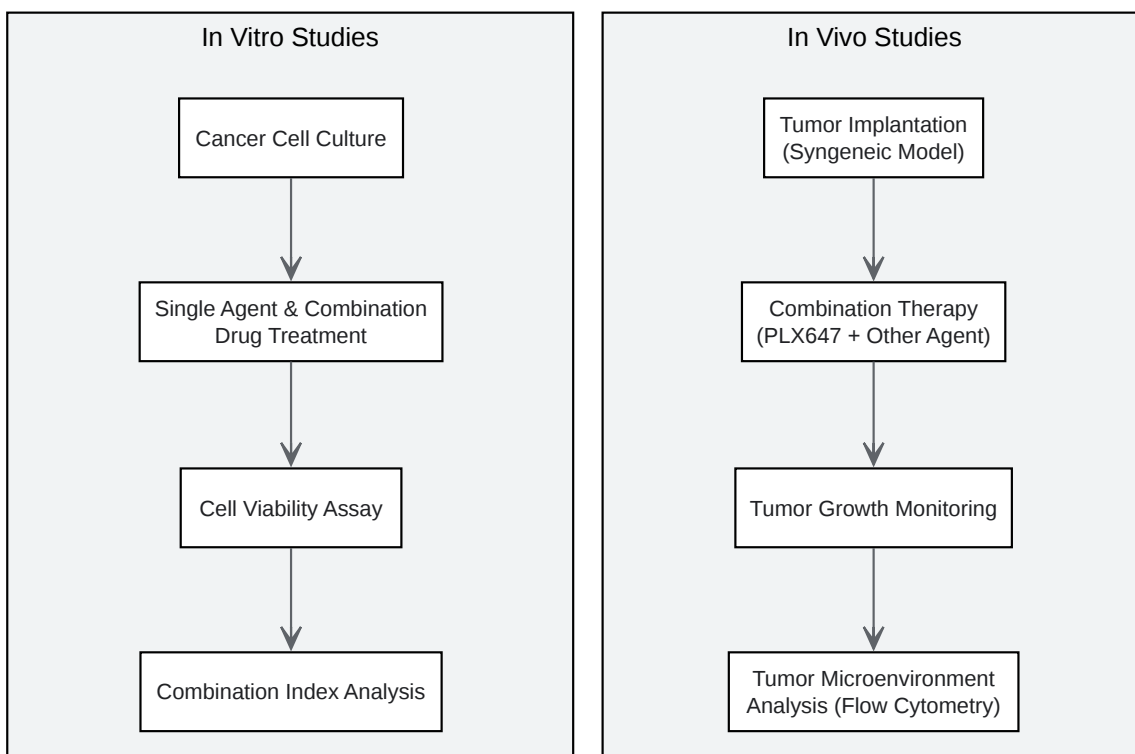 In Vitro Studies
Cancer Cell Culture
Single Agent & Combination
Drug Treatment
Cell Viability Assay
Combination Index Analysis
In Vivo Studies
Tumor Implantation
(Syngeneic Model)
Combination Therapy
(PLX647 + Other Agent)
Tumor Growth Monitoring
Tumor Microenvironment
Analysis (Flow Cytometry)